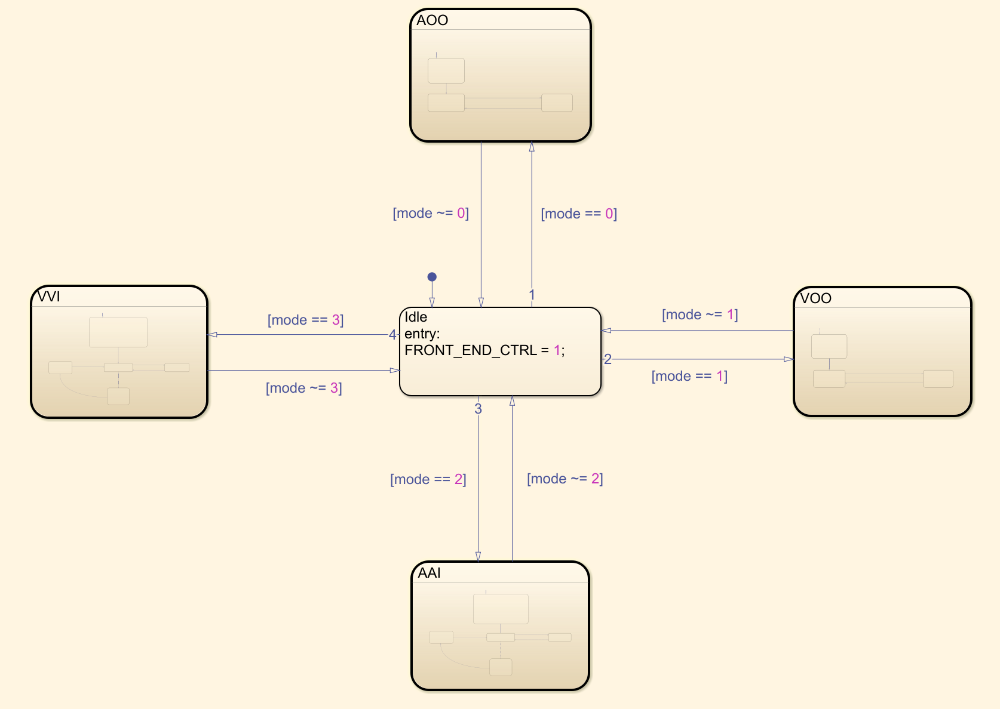 AOO
[mode ~= 0]
[mode == 0]
1
VVI
[mode == 3]
4
[mode ~= 3]
Idle
entry:
FRONT_END_CTRL = 1;
[mode ~= 1]
2
[mode == 1]
VOO
3
[mode == 2]
[mode ~= 2]
AAI